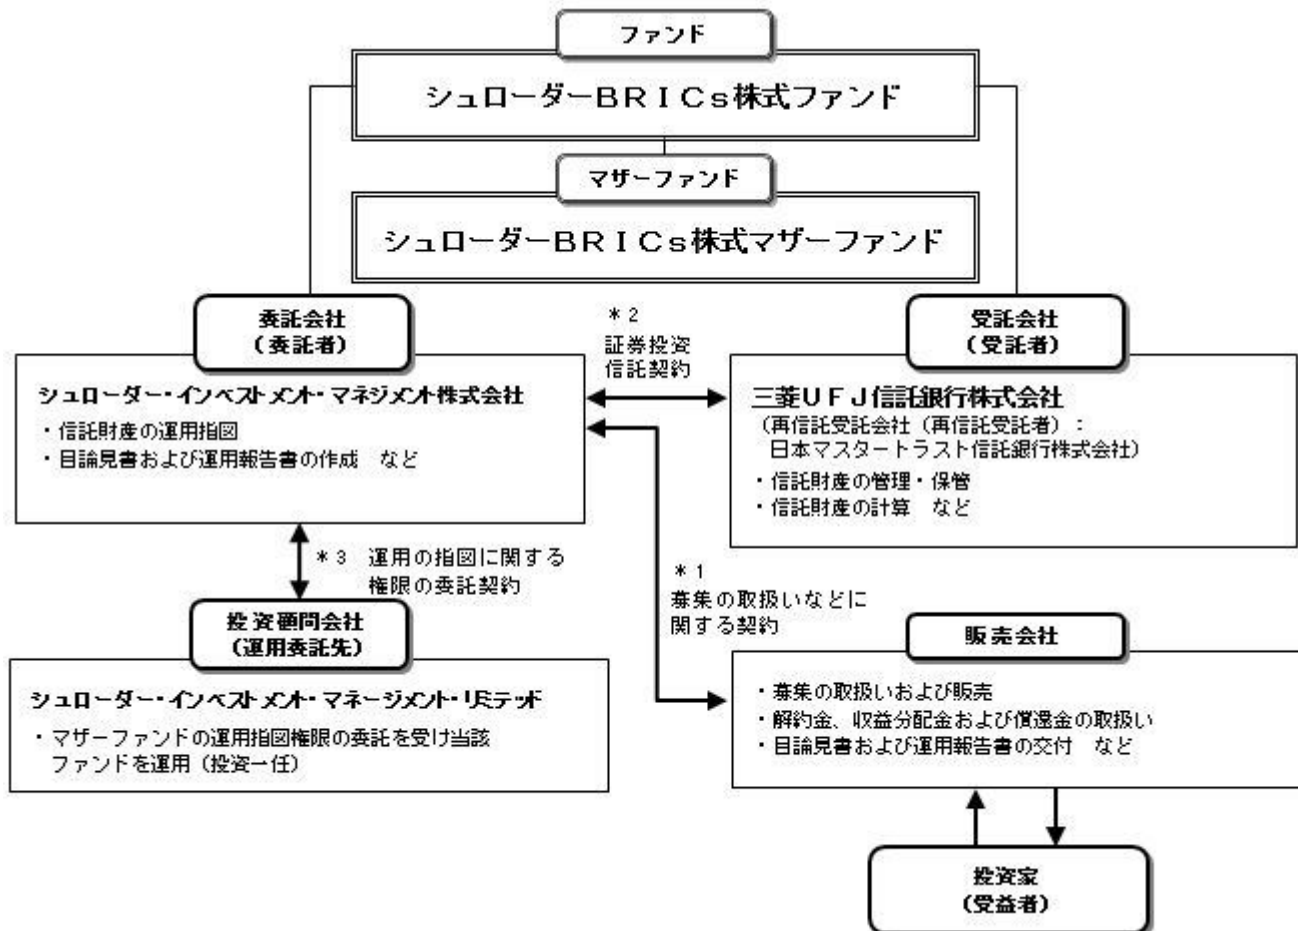 ファンド
シュローダーＢＲＩＣｓ株式ファンド
マザーファンド
シュローダーＢＲＩＣｓ株式マザーファンド
委託会社
（委託者）
シュローダー・インベストメント・マネジメント株式会社
・信託財産の運用指図
・目論見書および運用報告書の作成　など
＊２
証券投資
信託契約
受託会社
（受託者）
三菱ＵＦＪ信託銀行株式会社
（再信託受託会社（再信託受託者）：
日本マスタートラスト信託銀行株式会社）
・信託財産の管理・保管
・信託財産の計算　など
＊３　運用の指図に関する
権限の委託契約
＊１
募集の取扱いなどに
関する契約
投資顧問会社
（運用委託先）
シュローダー・インベストメント・マネージメント・リミテッド
・マザーファンドの運用指図権限の委託を受け当該
ファンドを運用（投資一任）
販売会社
・募集の取扱いおよび販売
・解約金、収益分配金および償還金の取扱い
・目論見書および運用報告書の交付　など
投資家
（受益者）